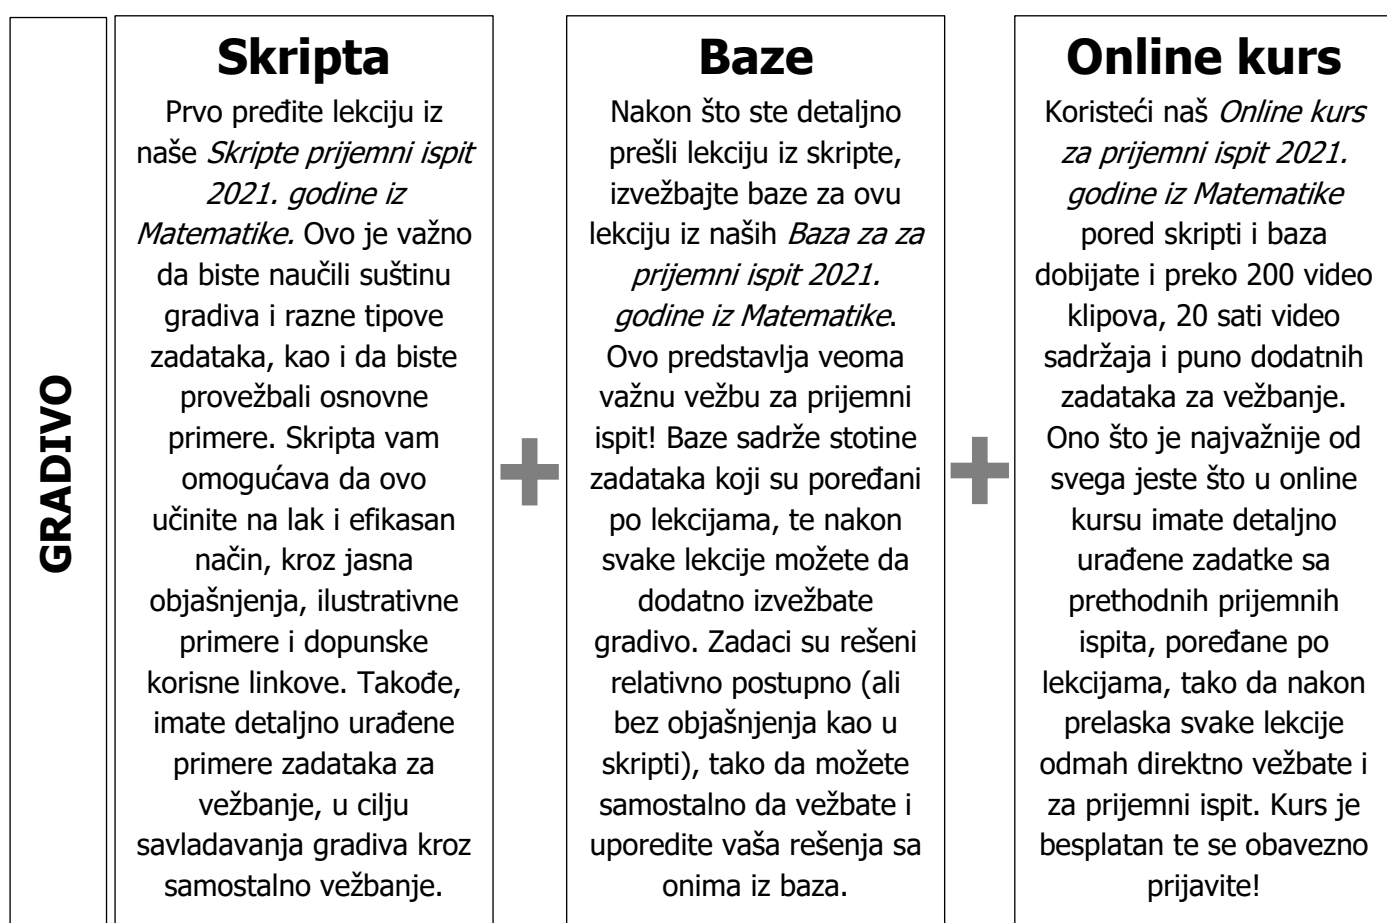 GRADIVO
Skripta
Prvo pređite lekciju iz
naše Skripte prijemni ispit
2021. godine iz
Matematike. Ovo je važno
da biste naučili suštinu
gradiva i razne tipove
zadataka, kao i da biste
provežbali osnovne
primere. Skripta vam
omogućava da ovo
učinite na lak i efikasan
način, kroz jasna
objašnjenja, ilustrativne
primere i dopunske
korisne linkove. Takođe,
imate detaljno urađene
primere zadataka za
vežbanje, u cilju
savladavanja gradiva kroz
samostalno vežbanje.
+
Baze
Nakon što ste detaljno
prešli lekciju iz skripte,
izvežbajte baze za ovu
lekciju iz naših Baza za za
prijemni ispit 2021.
godine iz Matematike.
Ovo predstavlja veoma
važnu vežbu za prijemni
ispit! Baze sadrže stotine
zadataka koji su poređani
po lekcijama, te nakon
svake lekcije možete da
dodatno izvežbate
gradivo. Zadaci su rešeni
relativno postupno (ali
bez objašnjenja kao u
skripti), tako da možete
samostalno da vežbate i
uporedite vaša rešenja sa
onima iz baza.
+
Online kurs
Koristeći naš Online kurs
za prijemni ispit 2021.
godine iz Matematike
pored skripti i baza
dobijate i preko 200 video
klipova, 20 sati video
sadržaja i puno dodatnih
zadataka za vežbanje.
Ono što je najvažnije od
svega jeste što u online
kursu imate detaljno
urađene zadatke sa
prethodnih prijemnih
ispita, poređane po
lekcijama, tako da nakon
prelaska svake lekcije
odmah direktno vežbate i
za prijemni ispit. Kurs je
besplatan te se obavezno
prijavite!